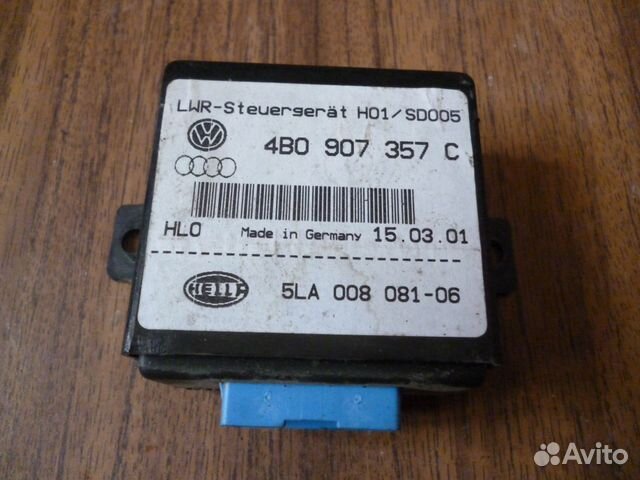 LWR-Steuergerät H01/SD005
4B0 907 357 C
HLO Made in Germany 15.03.01
HELLA
5LA 008 081-06
Avito